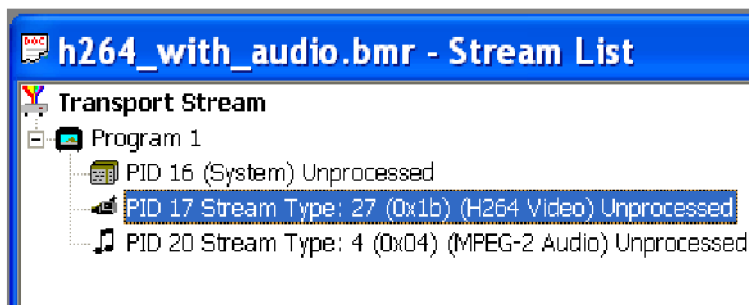 DOC
h264_with_audio.bmr - Stream List
Transport Stream
Program 1
PID 16 (System) Unprocessed
PID 17 Stream Type: 27 (0x1b) (H264 Video) Unprocessed
PID 20 Stream Type: 4 (0x04) (MPEG-2 Audio) Unprocessed